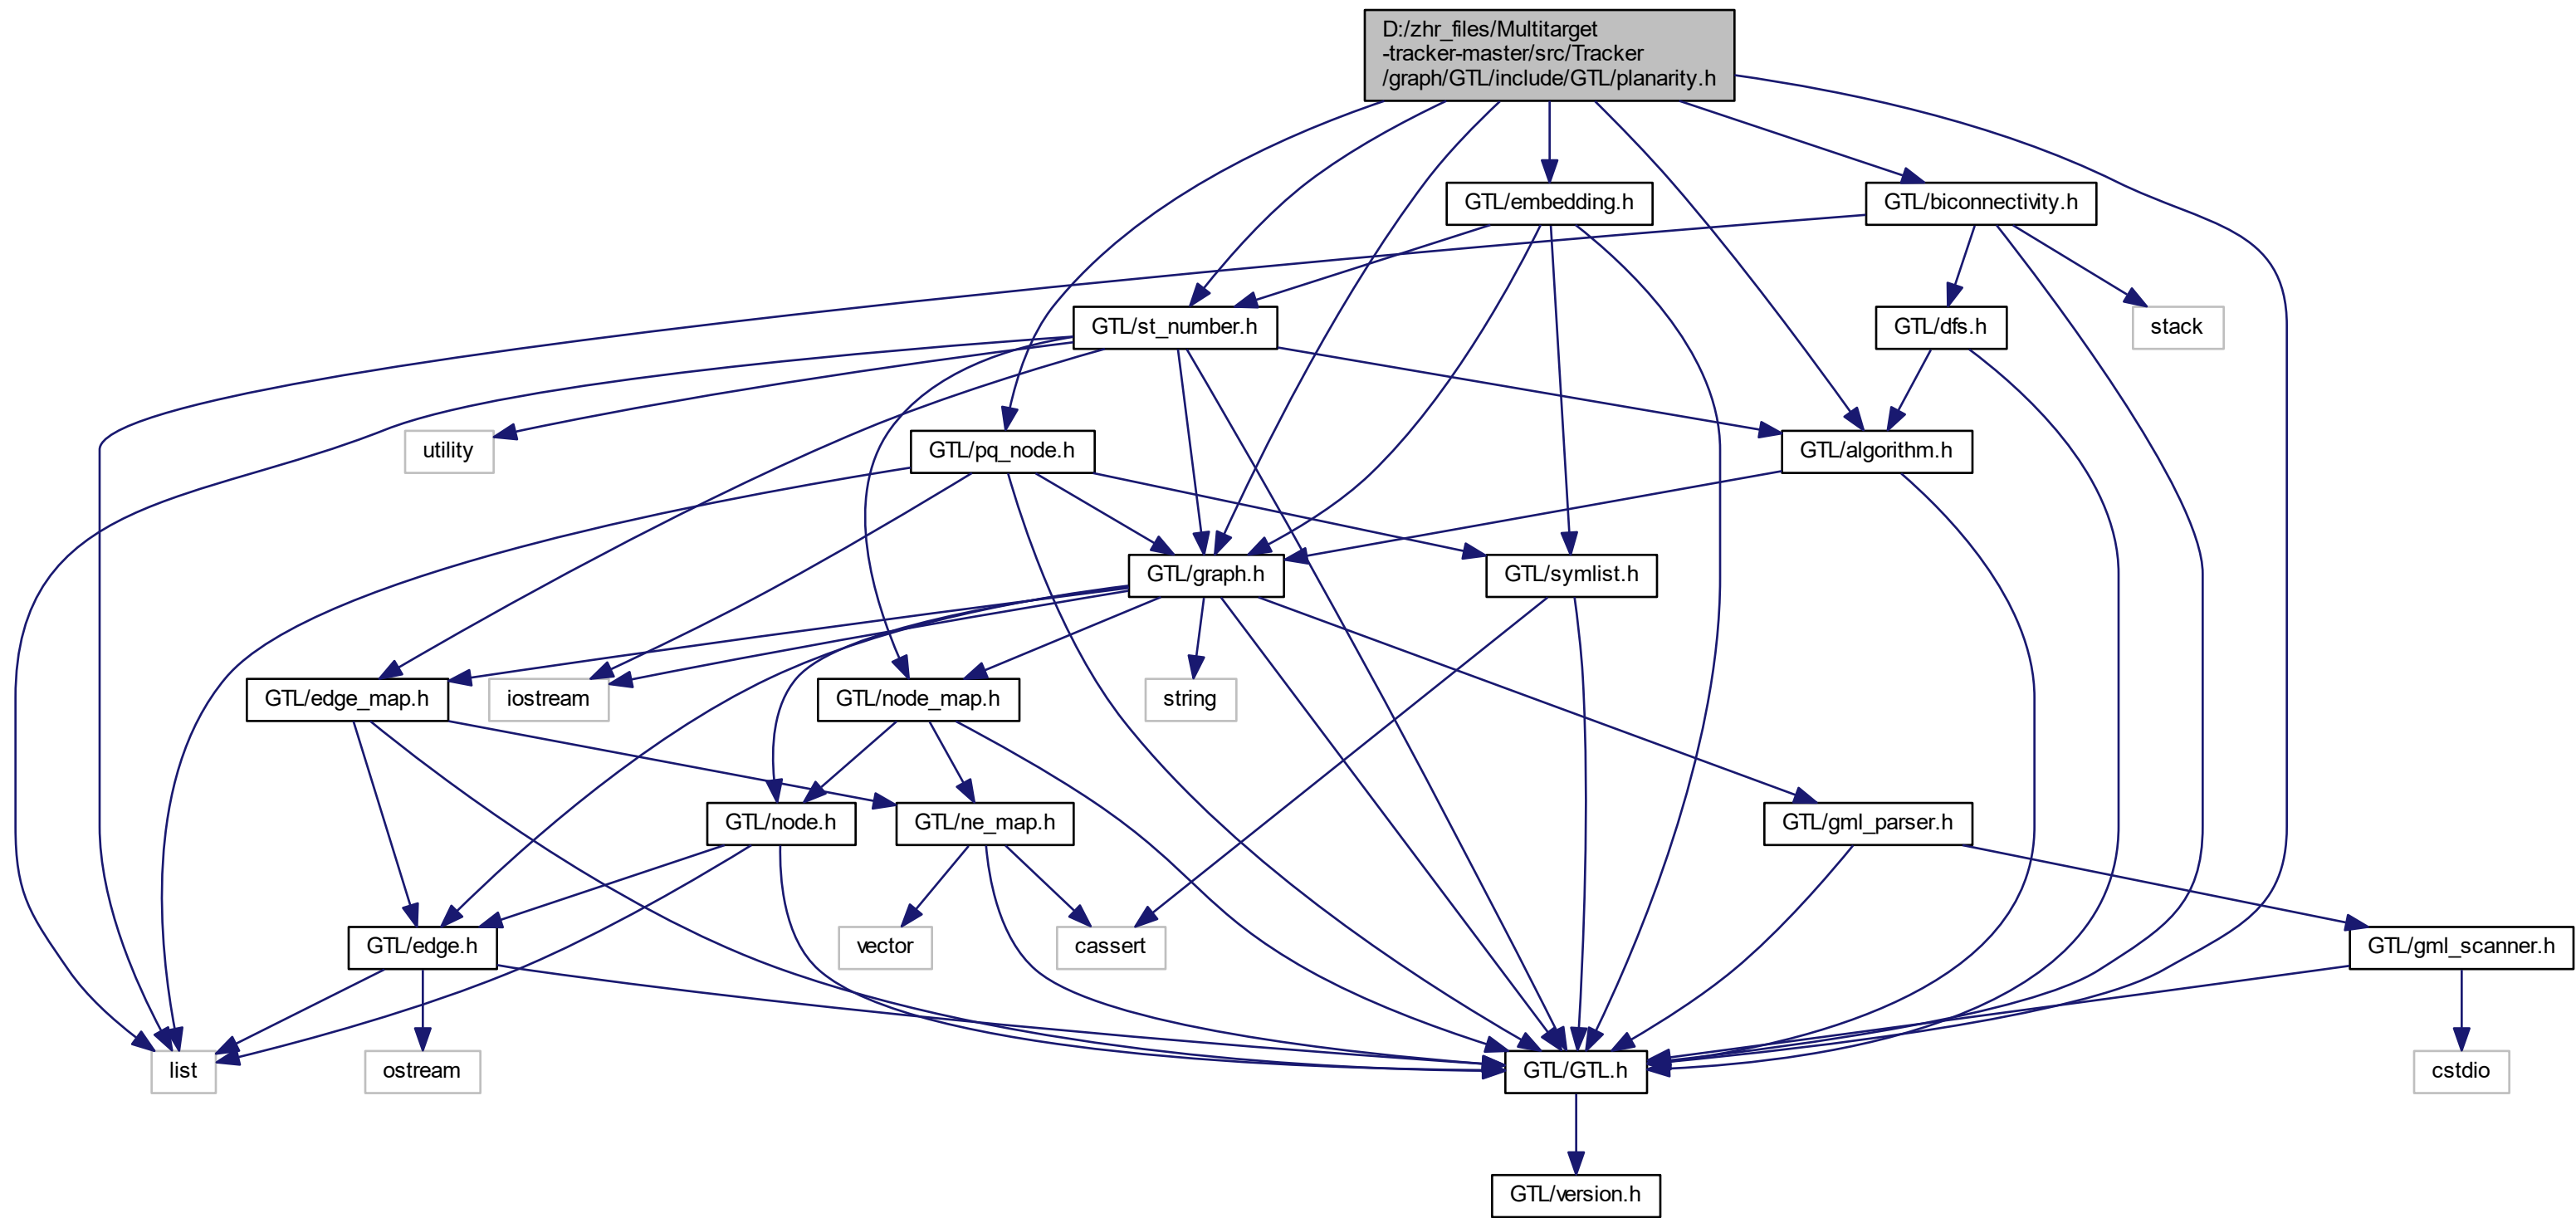 D:/zhr_files/Multitarget
-tracker-master/src/Tracker
/graph/GTL/include/GTL/planarity.h
GTL/embedding.h
GTL/biconnectivity.h
GTL/st_number.h
GTL/dfs.h
stack
utility
GTL/pq_node.h
GTL/algorithm.h
GTL/graph.h
GTL/symlist.h
GTL/edge_map.h
iostream
GTL/node_map.h
string
GTL/node.h
GTL/ne_map.h
GTL/gml_parser.h
GTL/edge.h
vector
cassert
GTL/gml_scanner.h
list
ostream
GTL/GTL.h
cstdio
GTL/version.h